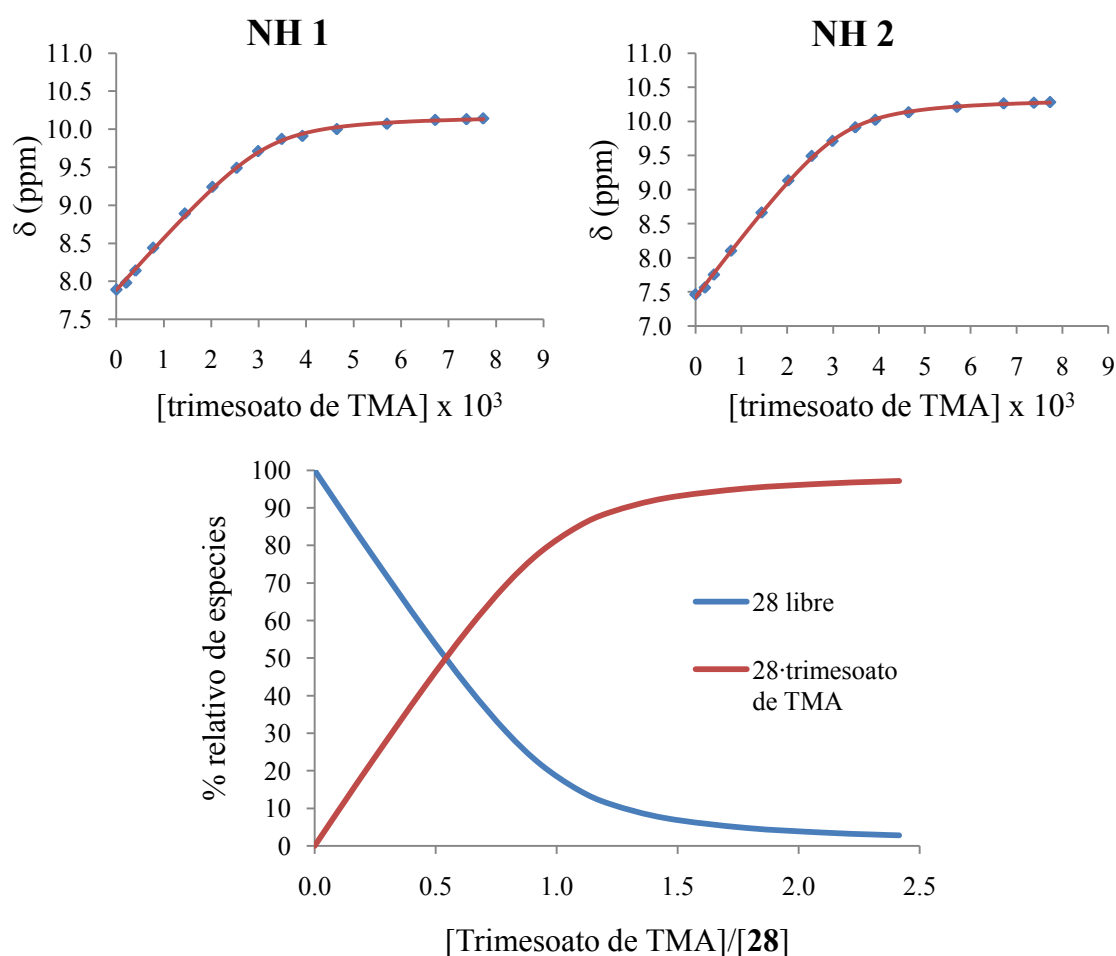 NH 1
11.0
10.5
10.0
9.5
9.0
8.5
8.0
7.5
δ (ppm)
0 1 2 3 4 5 6 7 8 9
[trimesoato de TMA] x 10³
NH 2
11.0
10.5
10.0
9.5
9.0
8.5
8.0
7.5
7.0
δ (ppm)
0 1 2 3 4 5 6 7 8 9
[trimesoato de TMA] x 10³
100
90
80
70
60
50
40
30
20
10
0
% relativo de especies
28 libre
28·trimesoato
de TMA
0.0 0.5 1.0 1.5 2.0 2.5
[Trimesoato de TMA]/[28]